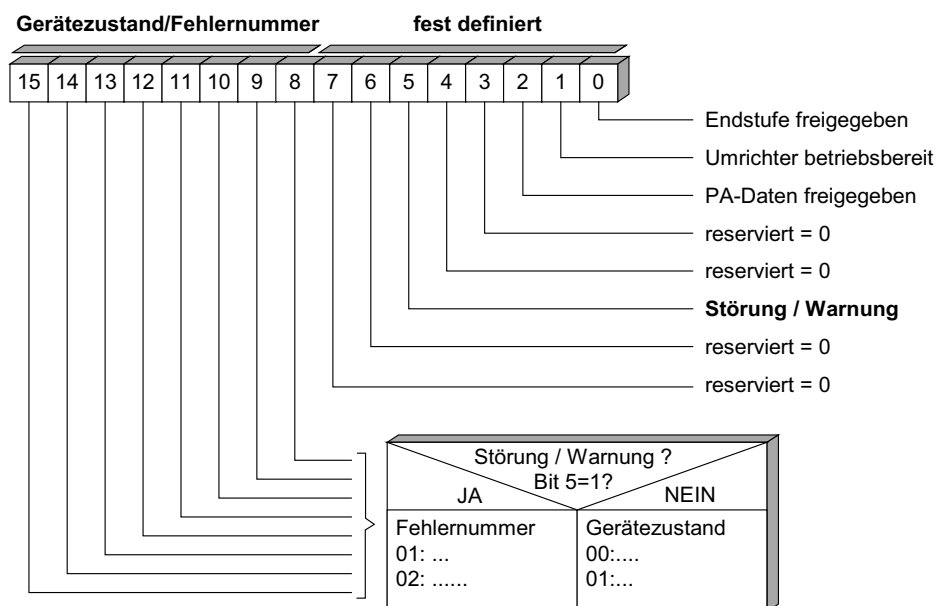 Gerätezustand/Fehlernummer fest definiert
15 14 13 12 11 10 9 8 7 6 5 4 3 2 1 0
Endstufe freigegeben
Umrichter betriebsbereit
PA-Daten freigegeben
reserviert = 0
reserviert = 0
Störung / Warnung
reserviert = 0
reserviert = 0
Störung / Warnung ?
Bit 5=1?
JA NEIN
Fehlernummer
01: ...
02: ......
Gerätezustand
00:....
01:...